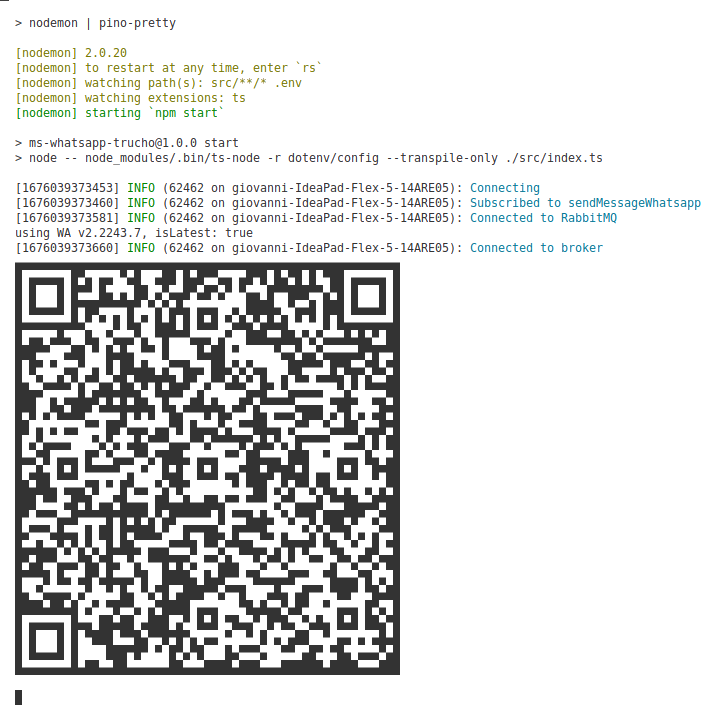 > nodemon | pino-pretty
[nodemon] 2.0.20
[nodemon] to restart at any time, enter `rs`
[nodemon] watching path(s): src/**/* .env
[nodemon] watching extensions: ts
[nodemon] starting `npm start`
> ms-whatsapp-trucho@1.0.0 start
> node -- node_modules/.bin/ts-node -r dotenv/config --transpile-only ./src/index.ts
[1676039373453] INFO (62462 on giovanni-IdeaPad-Flex-5-14ARE05): Connecting
[1676039373460] INFO (62462 on giovanni-IdeaPad-Flex-5-14ARE05): Subscribed to sendMessageWhatsapp
[1676039373581] INFO (62462 on giovanni-IdeaPad-Flex-5-14ARE05): Connected to RabbitMQ
using WA v2.2243.7, isLatest: true
[1676039373660] INFO (62462 on giovanni-IdeaPad-Flex-5-14ARE05): Connected to broker